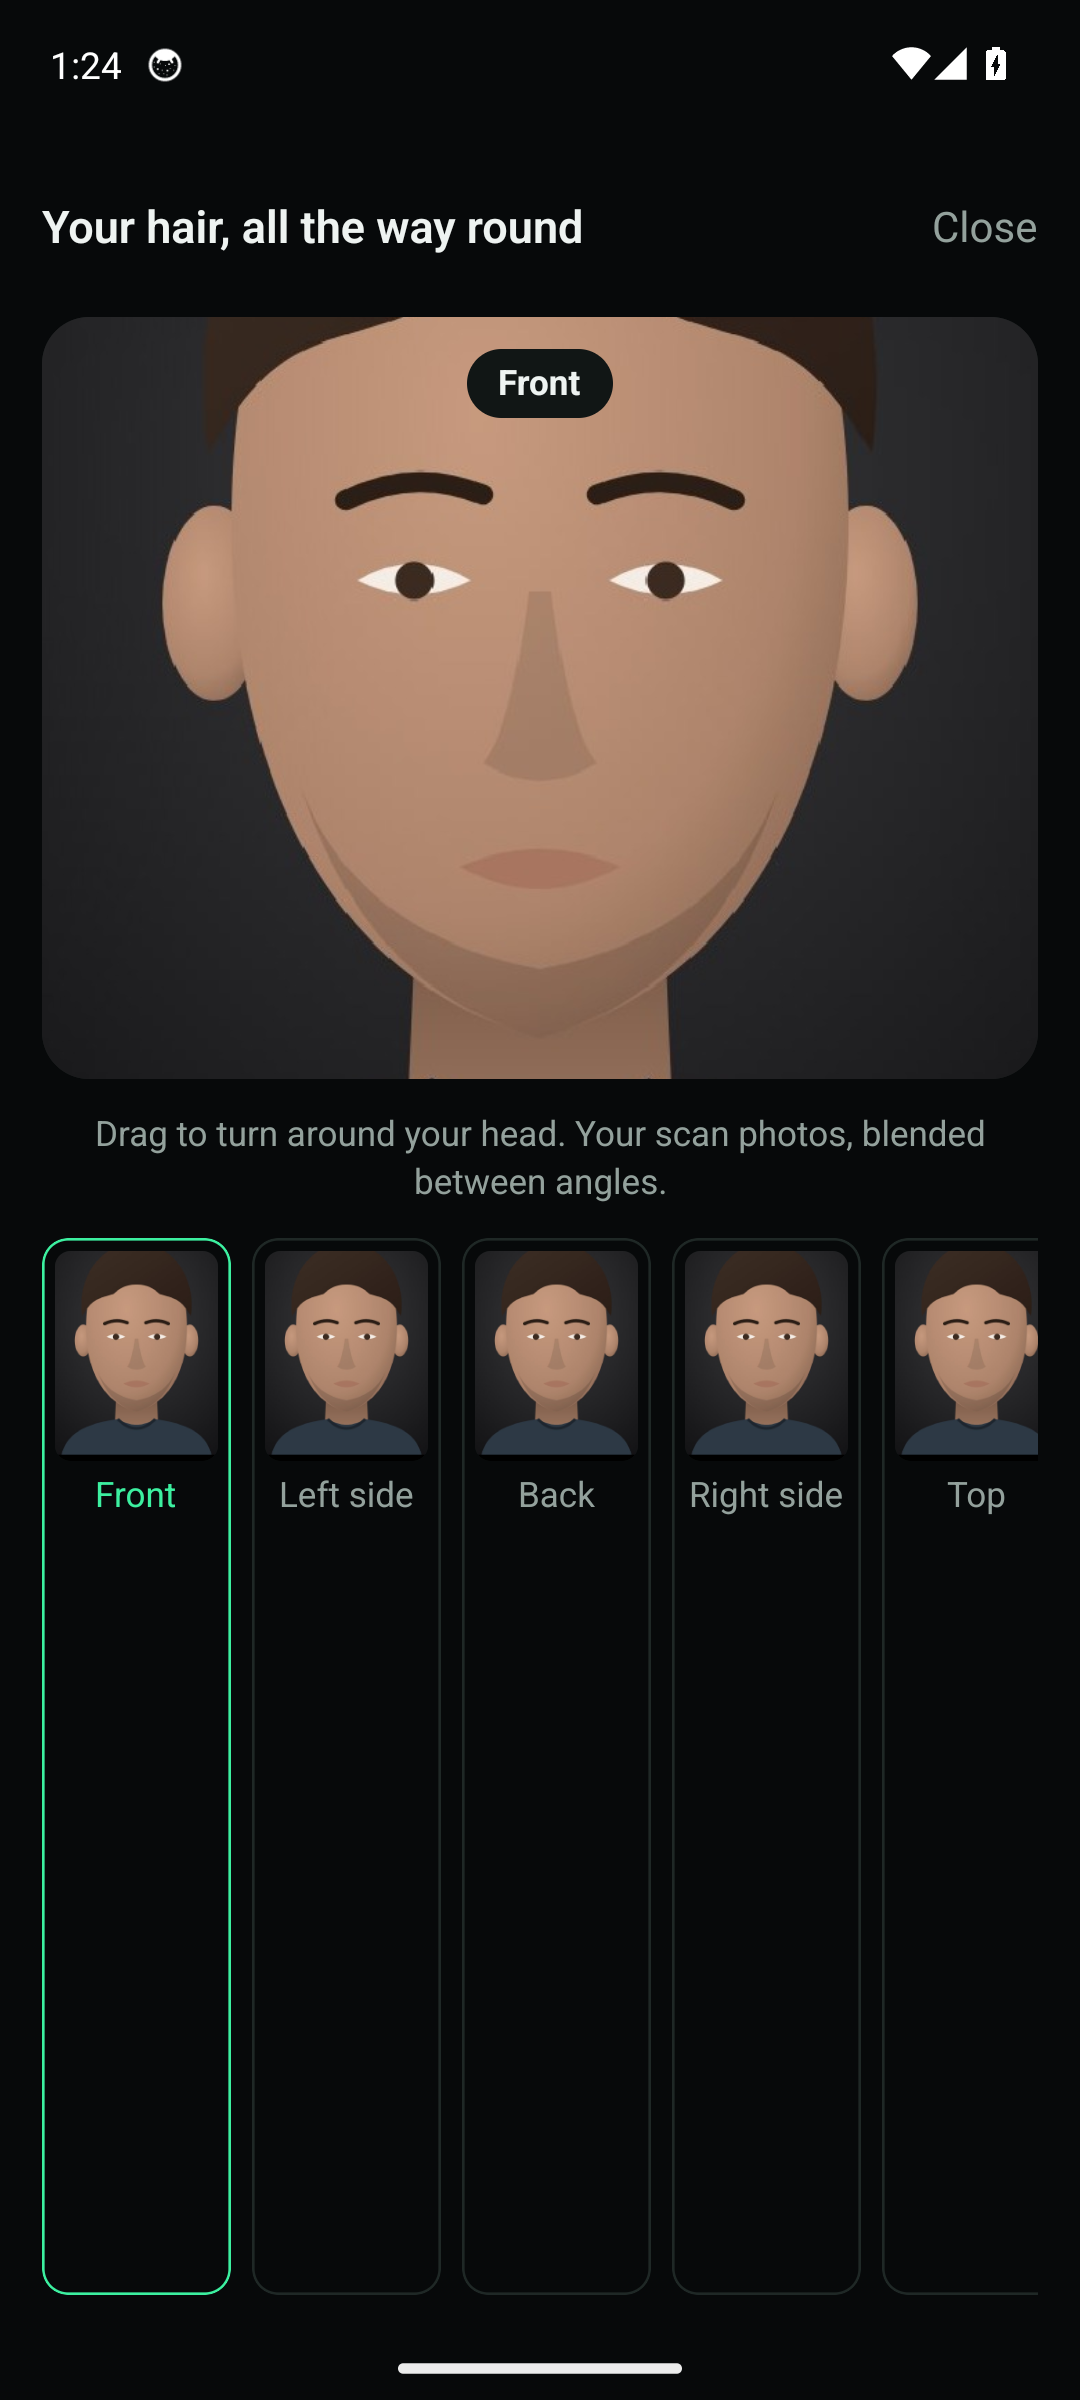 1:24
Your hair, all the way round
Close
Front
Drag to turn around your head. Your scan photos, blended
between angles.
Front
Left side
Back
Right side
Top